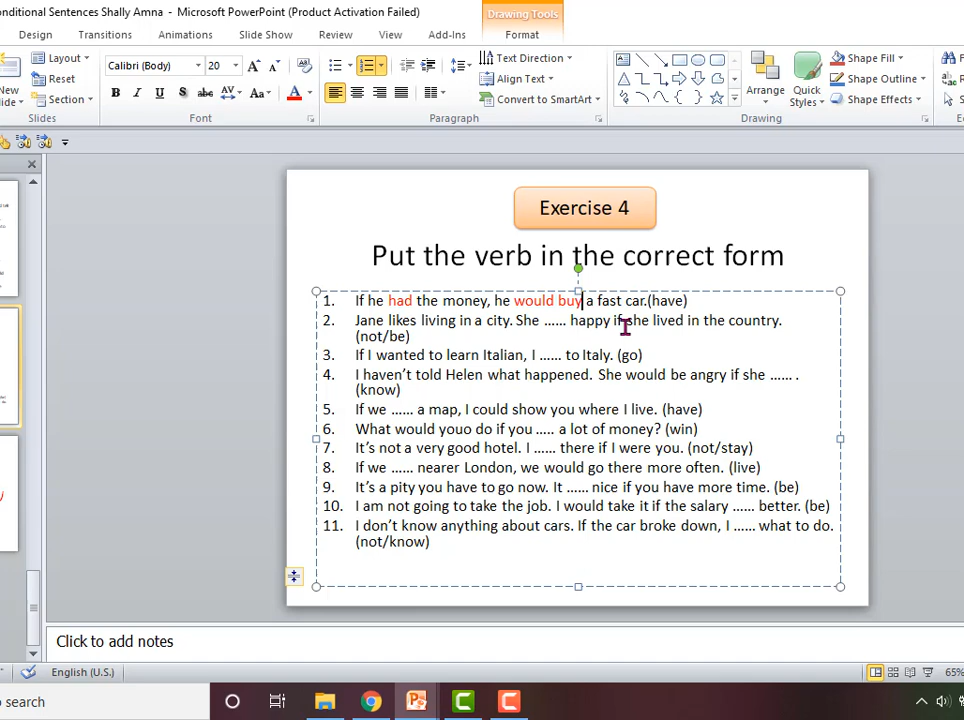 onditional Sentences Shally Amna - Microsoft PowerPoint (Product Activation Failed)
Drawing Tools
Design Transitions Animations Slide Show Review View Add-Ins Format
New
lide
Layout
Reset
Section
Slides
Calibri (Body) 20
B I U S abc AV Aa A
Font
Text Direction
Align Text
Convert to SmartArt
Paragraph
Arrange
Quick
Styles
Shape Fill
Shape Outline
Shape Effects
Drawing
Exercise 4
Put the verb in the correct form
1. If he had the money, he would buy a fast car.(have)
2. Jane likes living in a city. She ...... happy if she lived in the country.
(not/be)
3. If I wanted to learn Italian, I ...... to Italy. (go)
4. I haven't told Helen what happened. She would be angry if she ...... .
(know)
5. If we ...... a map, I could show you where I live. (have)
6. What would youo do if you ..... a lot of money? (win)
7. It's not a very good hotel. I ...... there if I were you. (not/stay)
8. If we ...... nearer London, we would go there more often. (live)
9. It's a pity you have to go now. It ...... nice if you have more time. (be)
10. I am not going to take the job. I would take it if the salary ...... better. (be)
11. I don't know anything about cars. If the car broke down, I ...... what to do.
(not/know)
Click to add notes
English (U.S.)
65%
o search